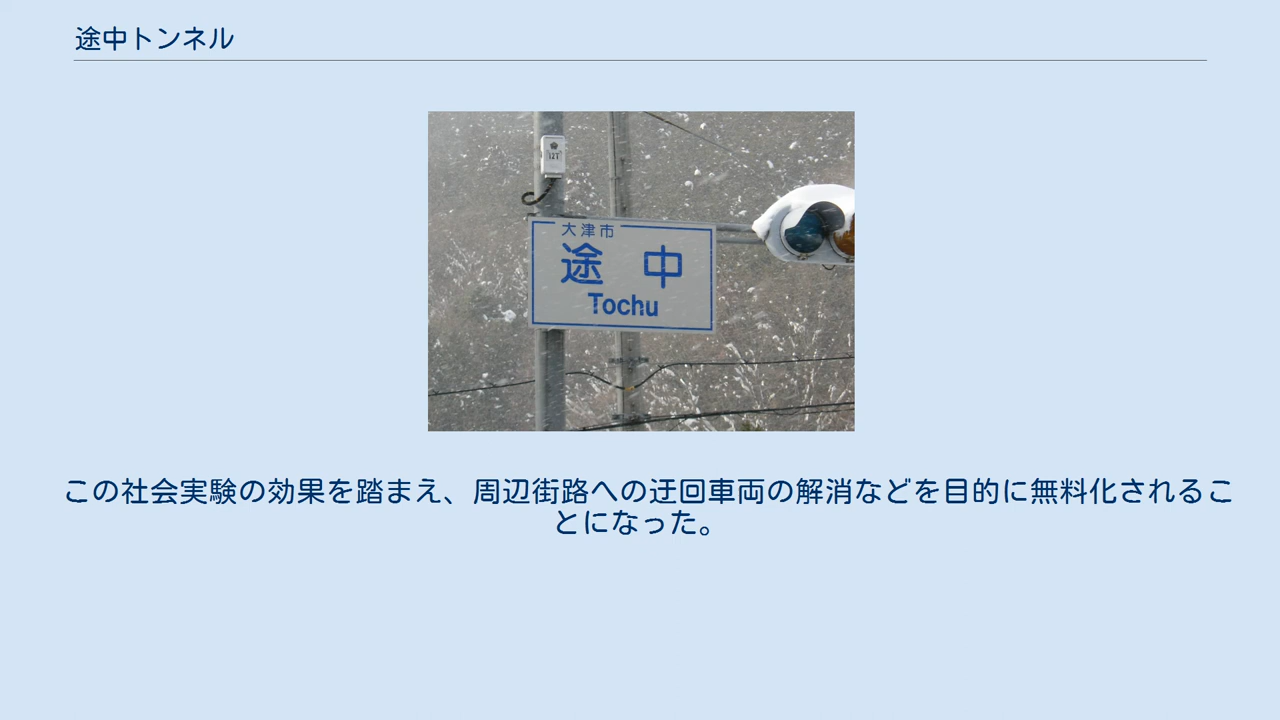 途中トンネル
121
大津市
途中
Tochu
この社会実験の効果を踏まえ、周辺街路への迂回車両の解消などを目的に無料化されるこ
とになった。